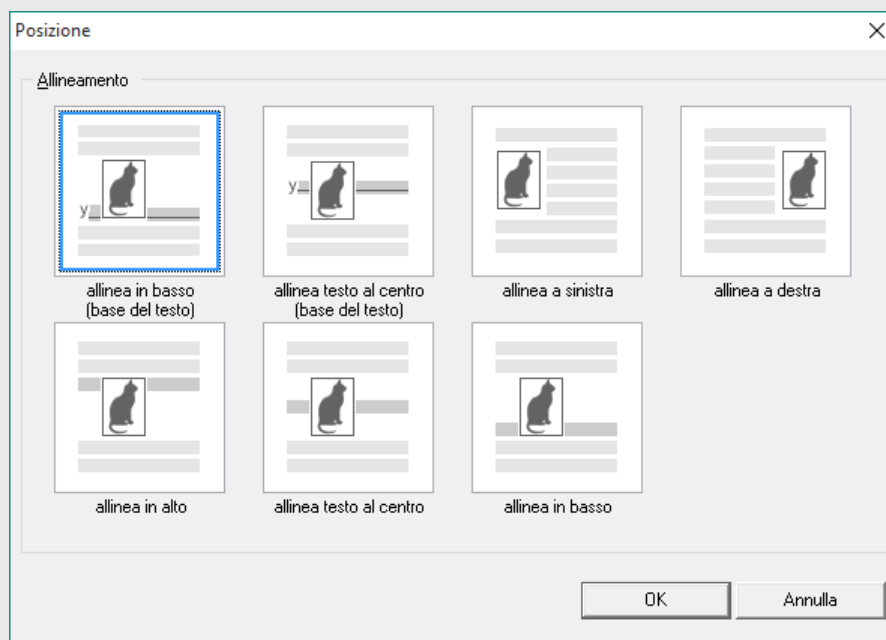 Posizione
Allineamento
y
y
allinea in basso
(base del testo)
allinea testo al centro
(base del testo)
allinea a sinistra
allinea a destra
allinea in alto
allinea testo al centro
allinea in basso
OK
Annulla